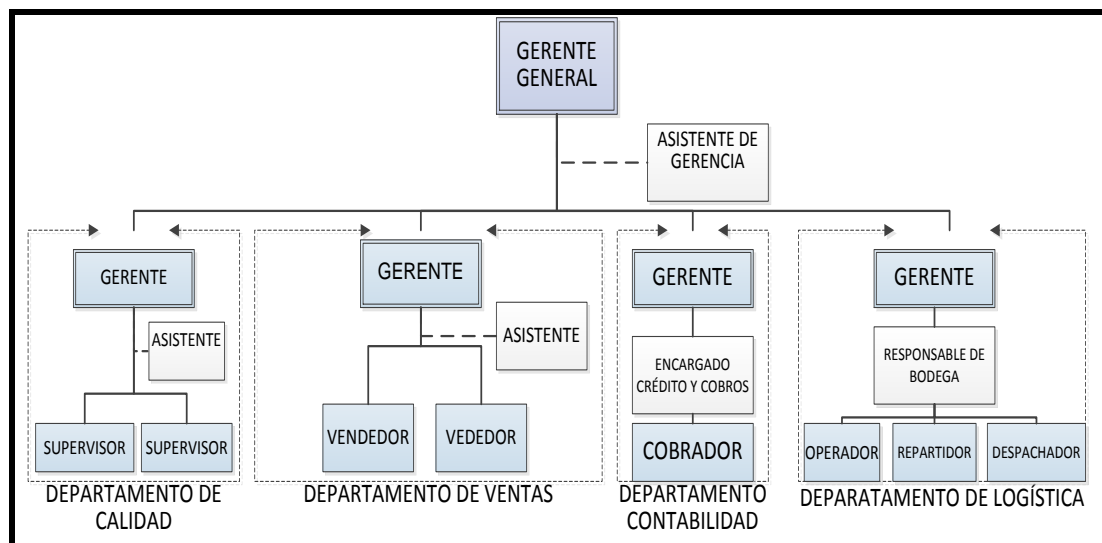 GERENTE
GENERAL
ASISTENTE DE
GERENCIA
GERENTE
GERENTE
GERENTE
GERENTE
ASISTENTE
ASISTENTE
ENCARGADO
CRÉDITO Y COBROS
RESPONSABLE DE
BODEGA
SUPERVISOR
SUPERVISOR
VENDEDOR
VEDEDOR
COBRADOR
OPERADOR
REPARTIDOR
DESPACHADOR
DEPARTAMENTO DE
CALIDAD
DEPARTAMENTO DE VENTAS
DEPARTAMENTO
CONTABILIDAD
DEPARATAMENTO DE LOGÍSTICA